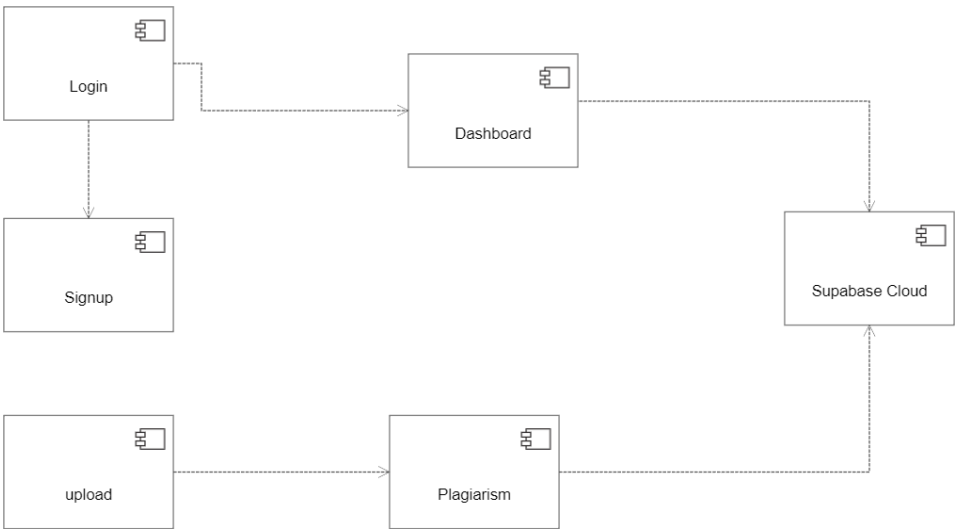 Login
Dashboard
Signup
Supabase Cloud
upload
Plagiarism